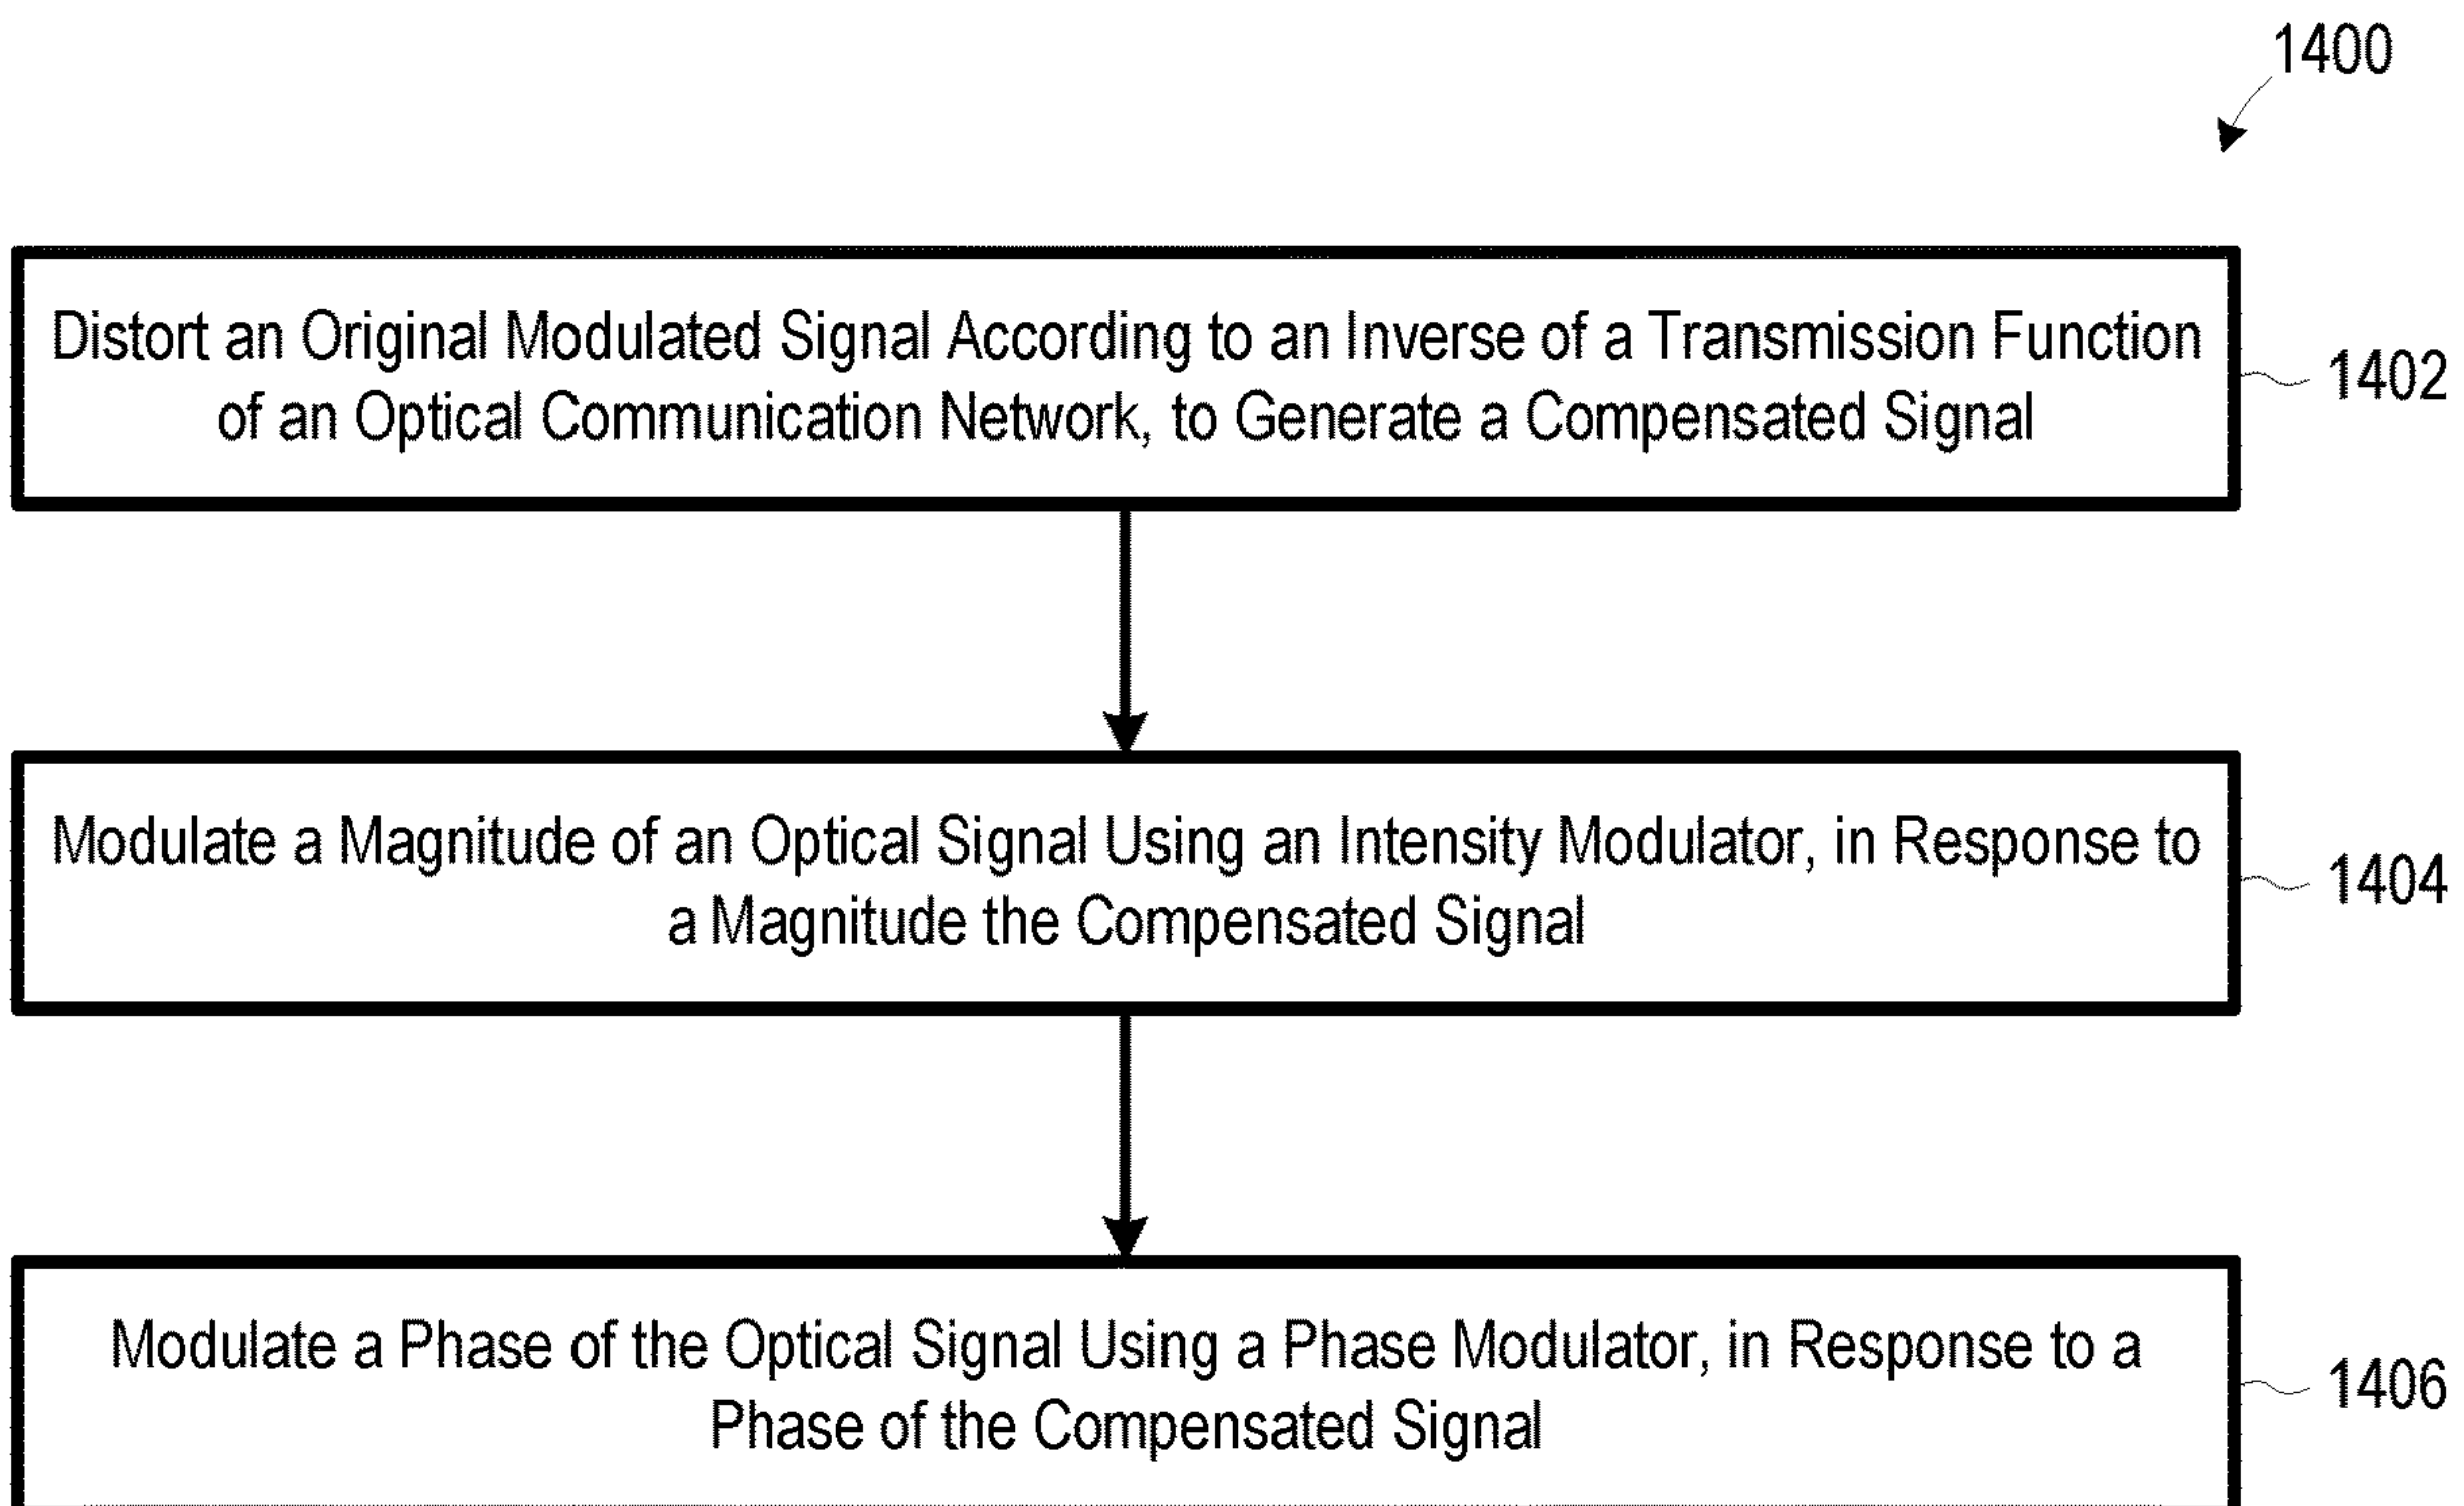 1400
Distort an Original Modulated Signal According to an Inverse of a Transmission Function
of an Optical Communication Network, to Generate a Compensated Signal
1402
Modulate a Magnitude of an Optical Signal Using an Intensity Modulator, in Response to
a Magnitude the Compensated Signal
1404
Modulate a Phase of the Optical Signal Using a Phase Modulator, in Response to a
Phase of the Compensated Signal
1406